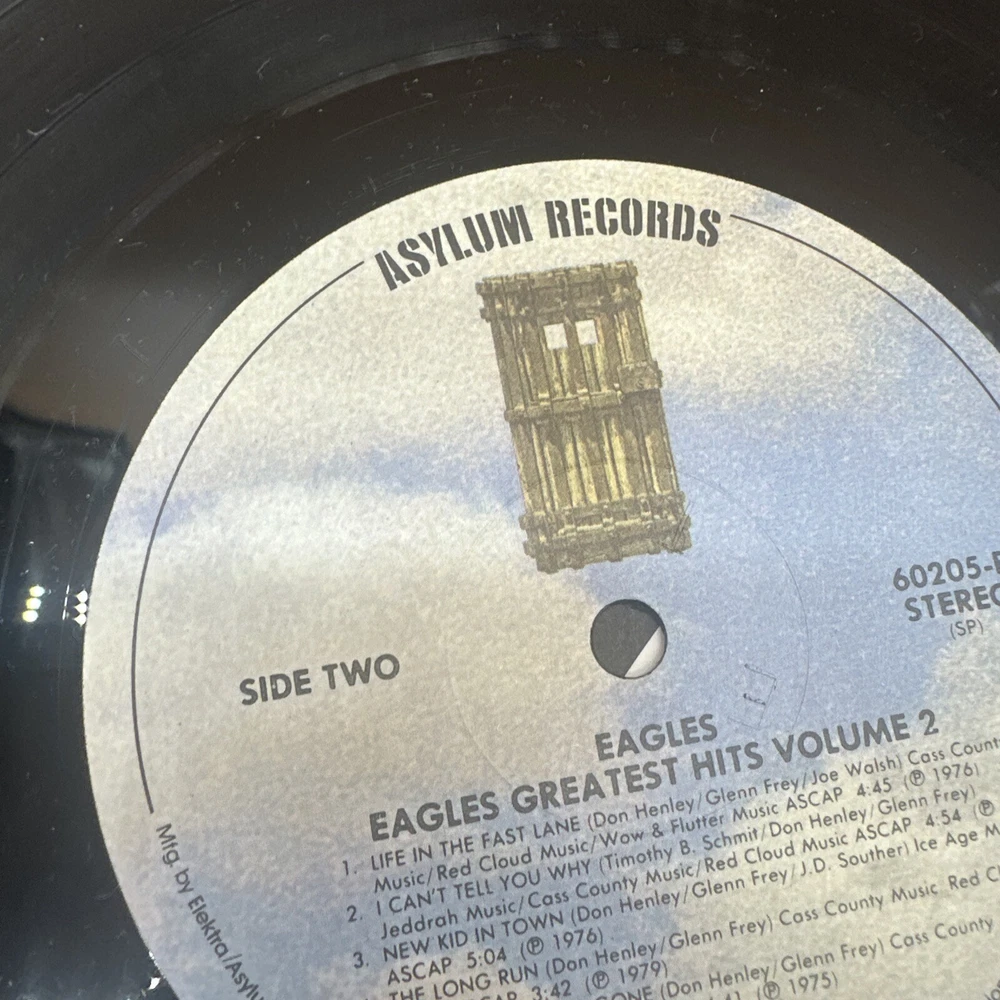 ASYLUM RECORDS
60205-
STEREO
(SP)
SIDE TWO
EAGLES
EAGLES GREATEST HITS VOLUME 2
1. LIFE IN THE FAST LANE (Don Henley/Glenn Frey/Joe Walsh) Cass County
Music/Red Cloud Music/Wow & Flutter Music ASCAP 4:45 (℗ 1976)
2. I CAN'T TELL YOU WHY (Timothy B. Schmit/Don Henley/Glenn Frey)
Jeddrah Music/Cass County Music/Red Cloud Music ASCAP 4:54 (℗
3. NEW KID IN TOWN (Don Henley/Glenn Frey/J.D. Souther) Ice Age M
ASCAP 5:04 (℗ 1976)
THE LONG RUN (Don Henley/Glenn Frey) Cass County Music Red Cl
3:42 (℗ 1979)
(Don Henley/Glenn Frey) Cass County
(℗ 1975)
Mfg. by Elektra/Asylu